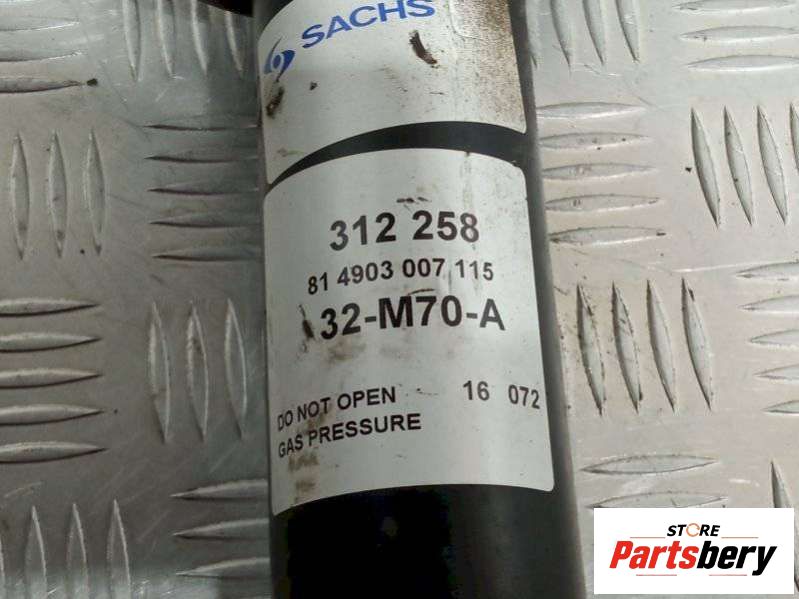 SACHS
312 258
81 4903 007 115
32-M70-A
DO NOT OPEN 16 072
GAS PRESSURE
STORE
Partsbery